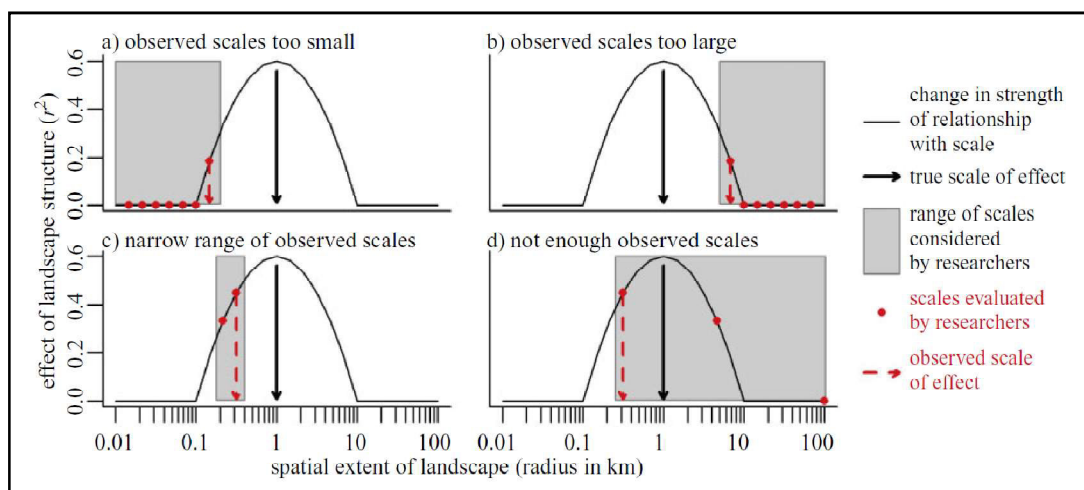 a) observed scales too small
b) observed scales too large
0.6
0.4
0.2
0.0
c) narrow range of observed scales
d) not enough observed scales
0.6
0.4
0.2
0.0
effect of landscape structure (r²)
0.01 0.1 1 10 100
0.01 0.1 1 10 100
spatial extent of landscape (radius in km)
change in strength
of relationship
with scale
true scale of effect
range of scales
considered
by researchers
scales evaluated
by researchers
observed scale
of effect